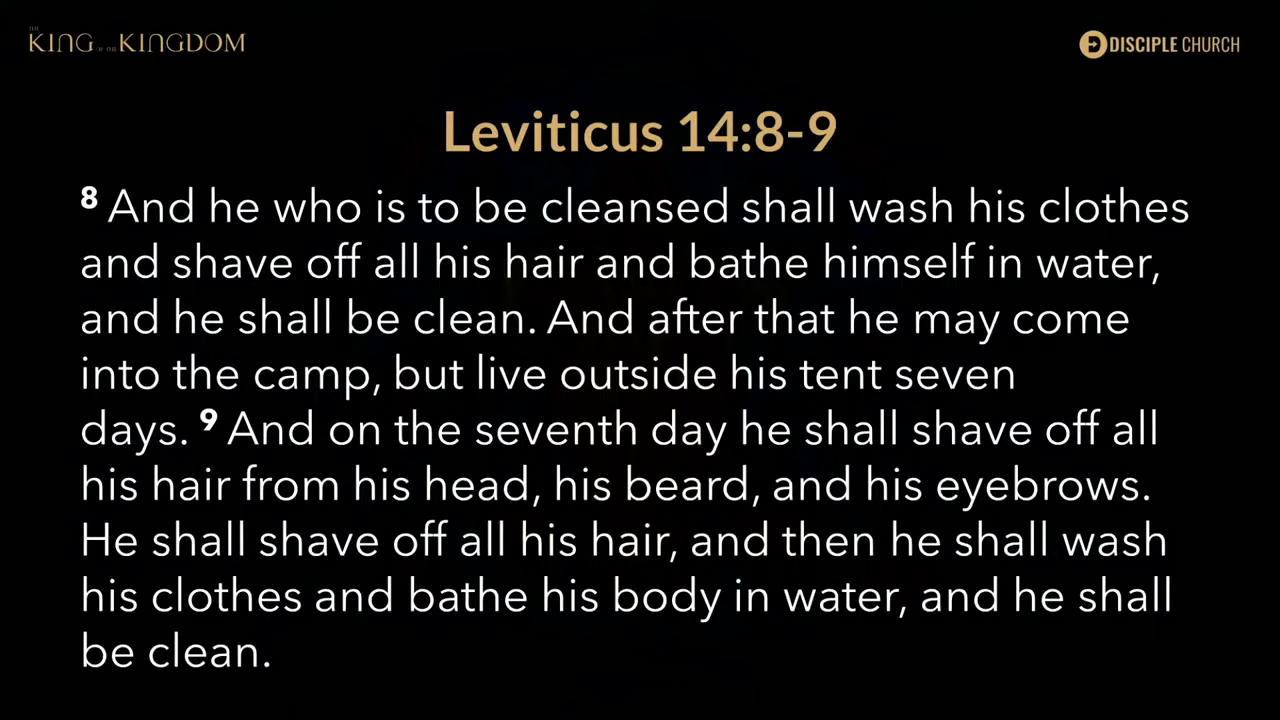 THE
KING OF THE KINGDOM
DISCIPLE CHURCH
Leviticus 14:8-9
8 And he who is to be cleansed shall wash his clothes
and shave off all his hair and bathe himself in water,
and he shall be clean. And after that he may come
into the camp, but live outside his tent seven
days. 9 And on the seventh day he shall shave off all
his hair from his head, his beard, and his eyebrows.
He shall shave off all his hair, and then he shall wash
his clothes and bathe his body in water, and he shall
be clean.